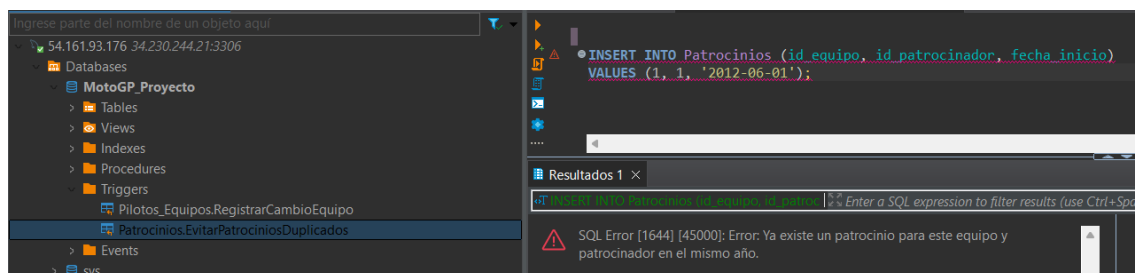 Ingrese parte del nombre de un objeto aquí
54.161.93.176 34.230.244.21:3306
Databases
MotoGP_Proyecto
Tables
Views
Indexes
Procedures
Triggers
Pilotos_Equipos.RegistrarCambioEquipo
Patrocinios.EvitarPatrociniosDuplicados
Events
sys
INSERT INTO Patrocinios (id_equipo, id_patrocinador, fecha_inicio)
VALUES (1, 1, '2012-06-01');
Resultados 1
INSERT INTO Patrocinios (id_equipo, id_patroc
Enter a SQL expression to filter results (use Ctrl+Spa
SQL Error [1644] [45000]: Error: Ya existe un patrocinio para este equipo y
patrocinador en el mismo año.